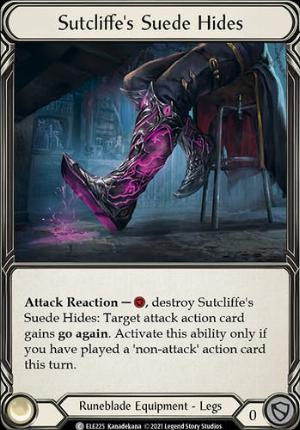 Sutcliffe's Suede Hides
Attack Reaction — , destroy Sutcliffe's
Suede Hides: Target attack action card
gains go again. Activate this ability only if
you have played a 'non-attack' action card
this turn.
Runeblade Equipment - Legs
0
C ELE225 Kanadekana © 2021 Legend Story Studios